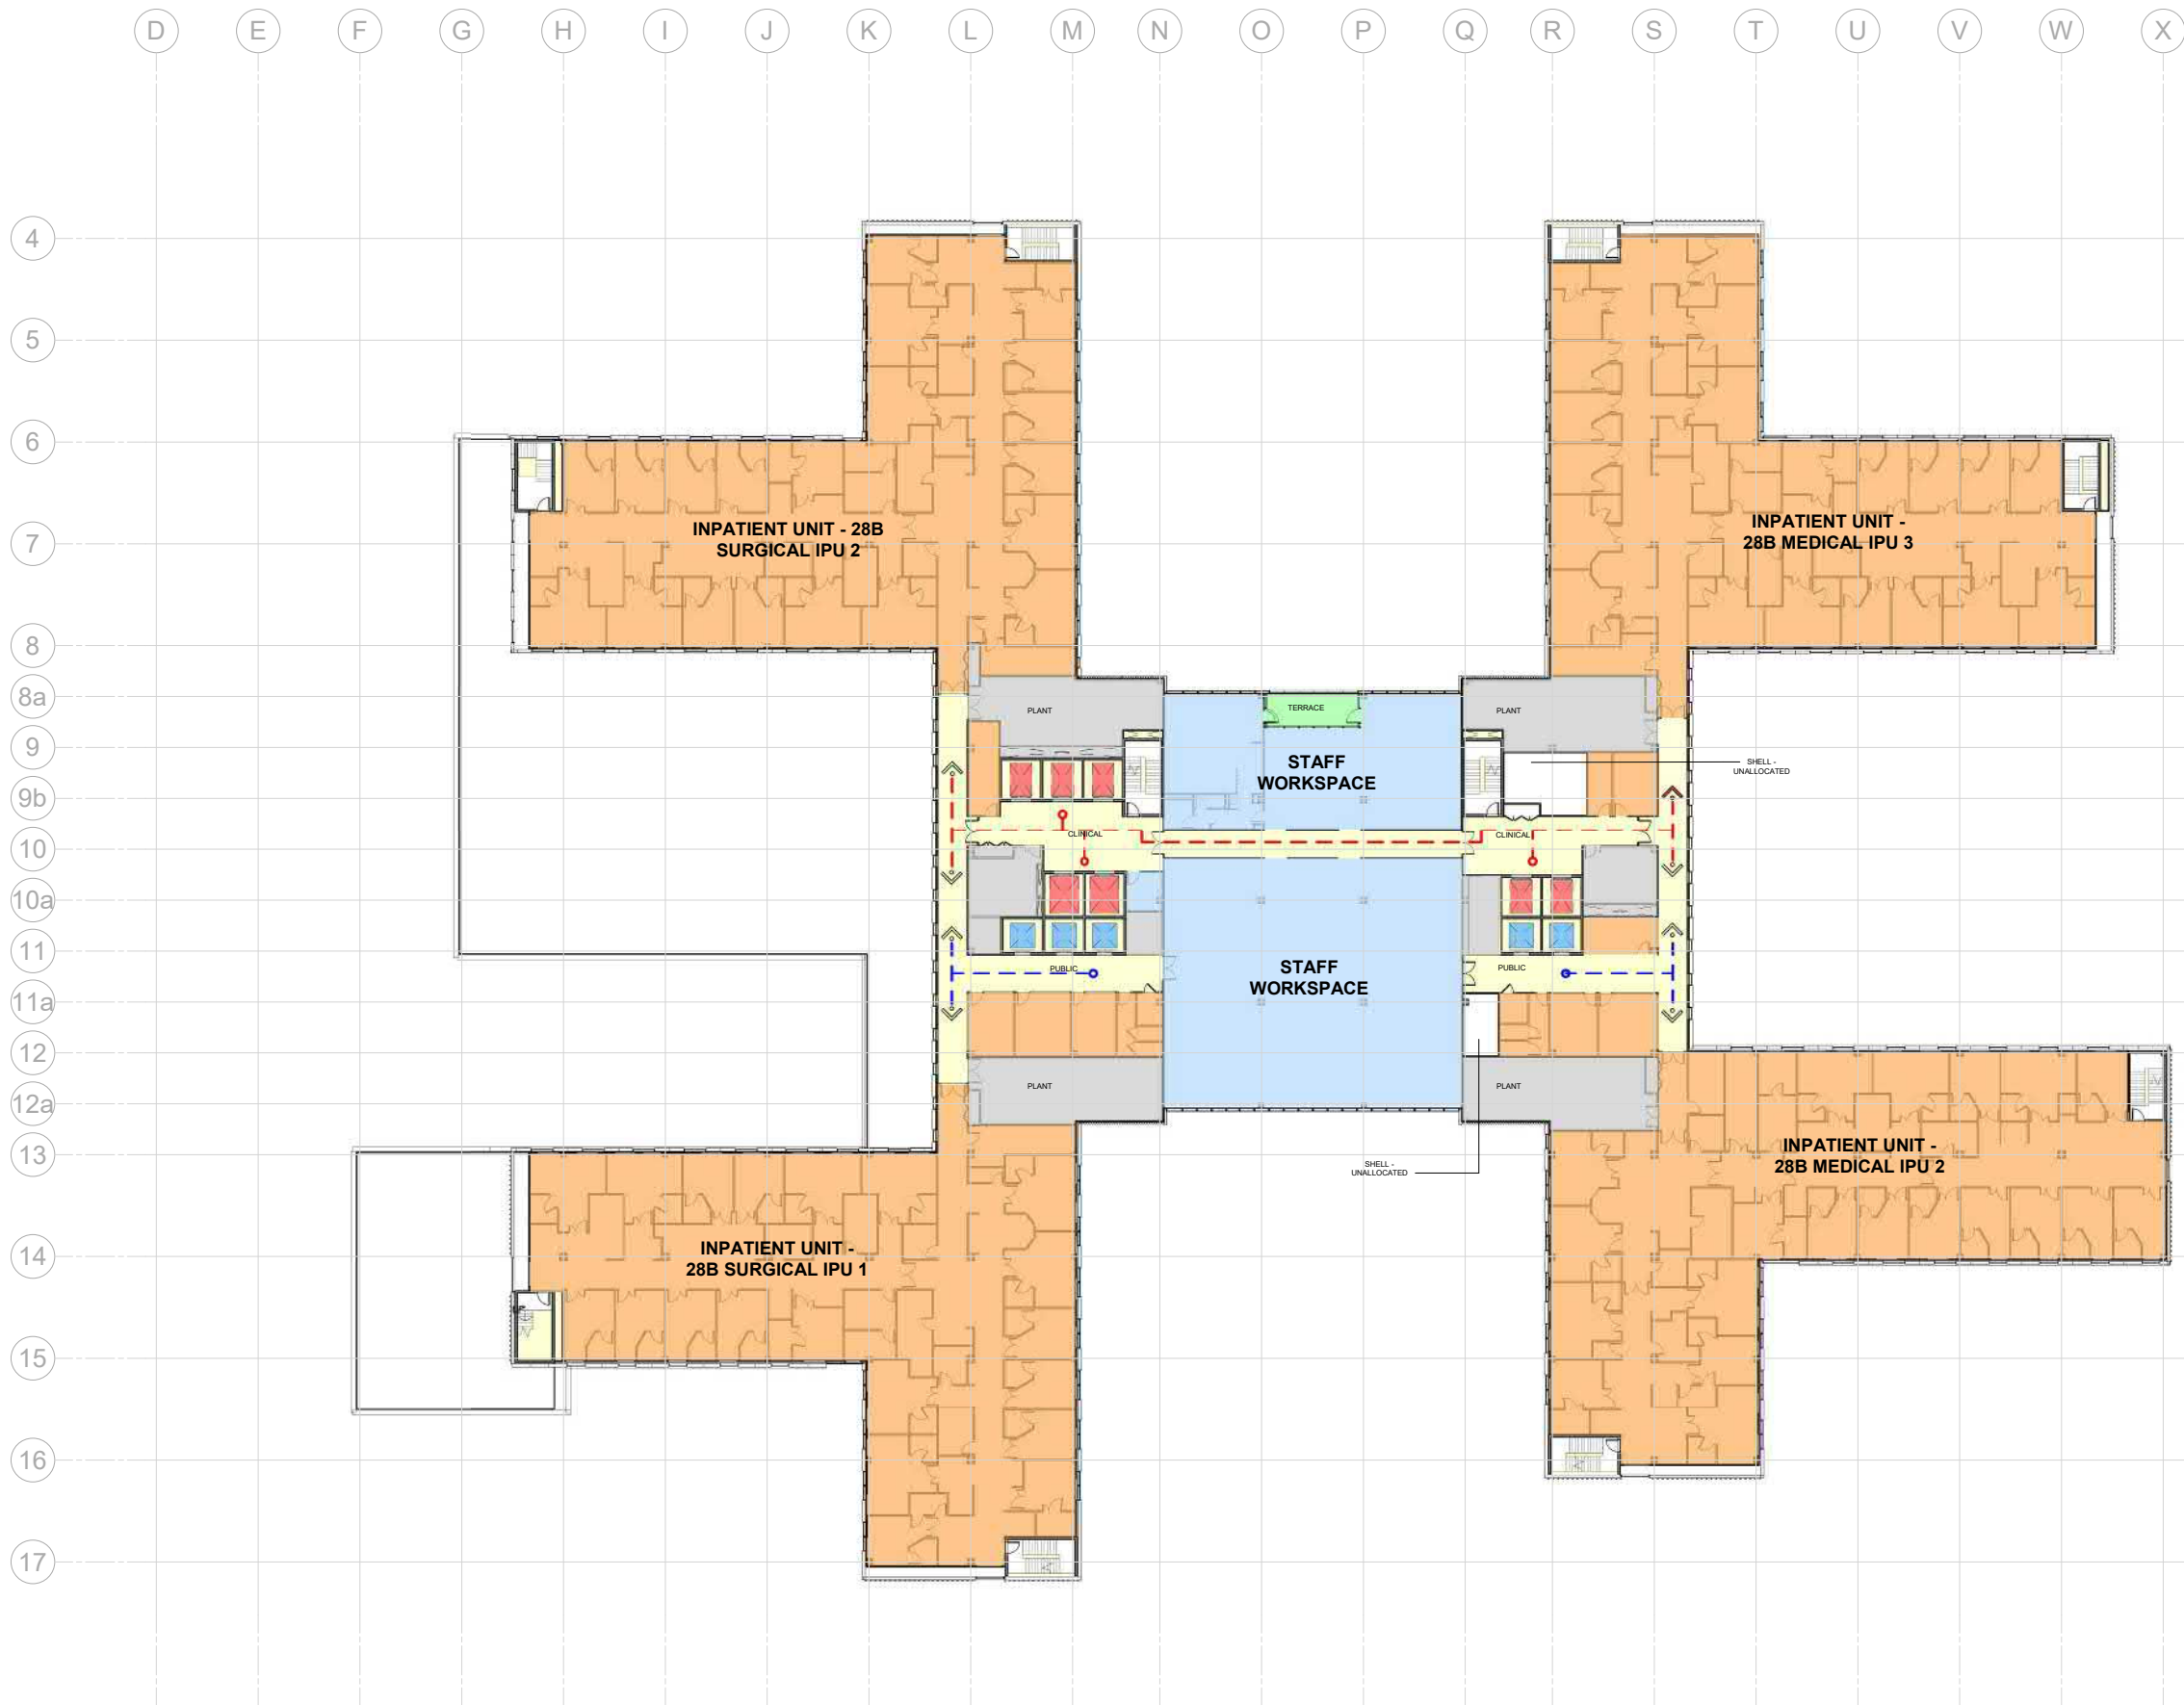 D E F G H I J K L M N O P Q R S T U V W X
4
5
6
INPATIENT UNIT - 28B
SURGICAL IPU 2
INPATIENT UNIT -
28B MEDICAL IPU 3
7
8
8a
PLANT
TERRACE
PLANT
9
STAFF
WORKSPACE
SHELL -
UNALLOCATED
9b
CLINICAL
CLINICAL
10
10a
11
PUBLIC
STAFF
WORKSPACE
PUBLIC
11a
12
PLANT
PLANT
12a
13
INPATIENT UNIT -
28B MEDICAL IPU 2
SHELL -
UNALLOCATED
14
INPATIENT UNIT -
28B SURGICAL IPU 1
15
16
17